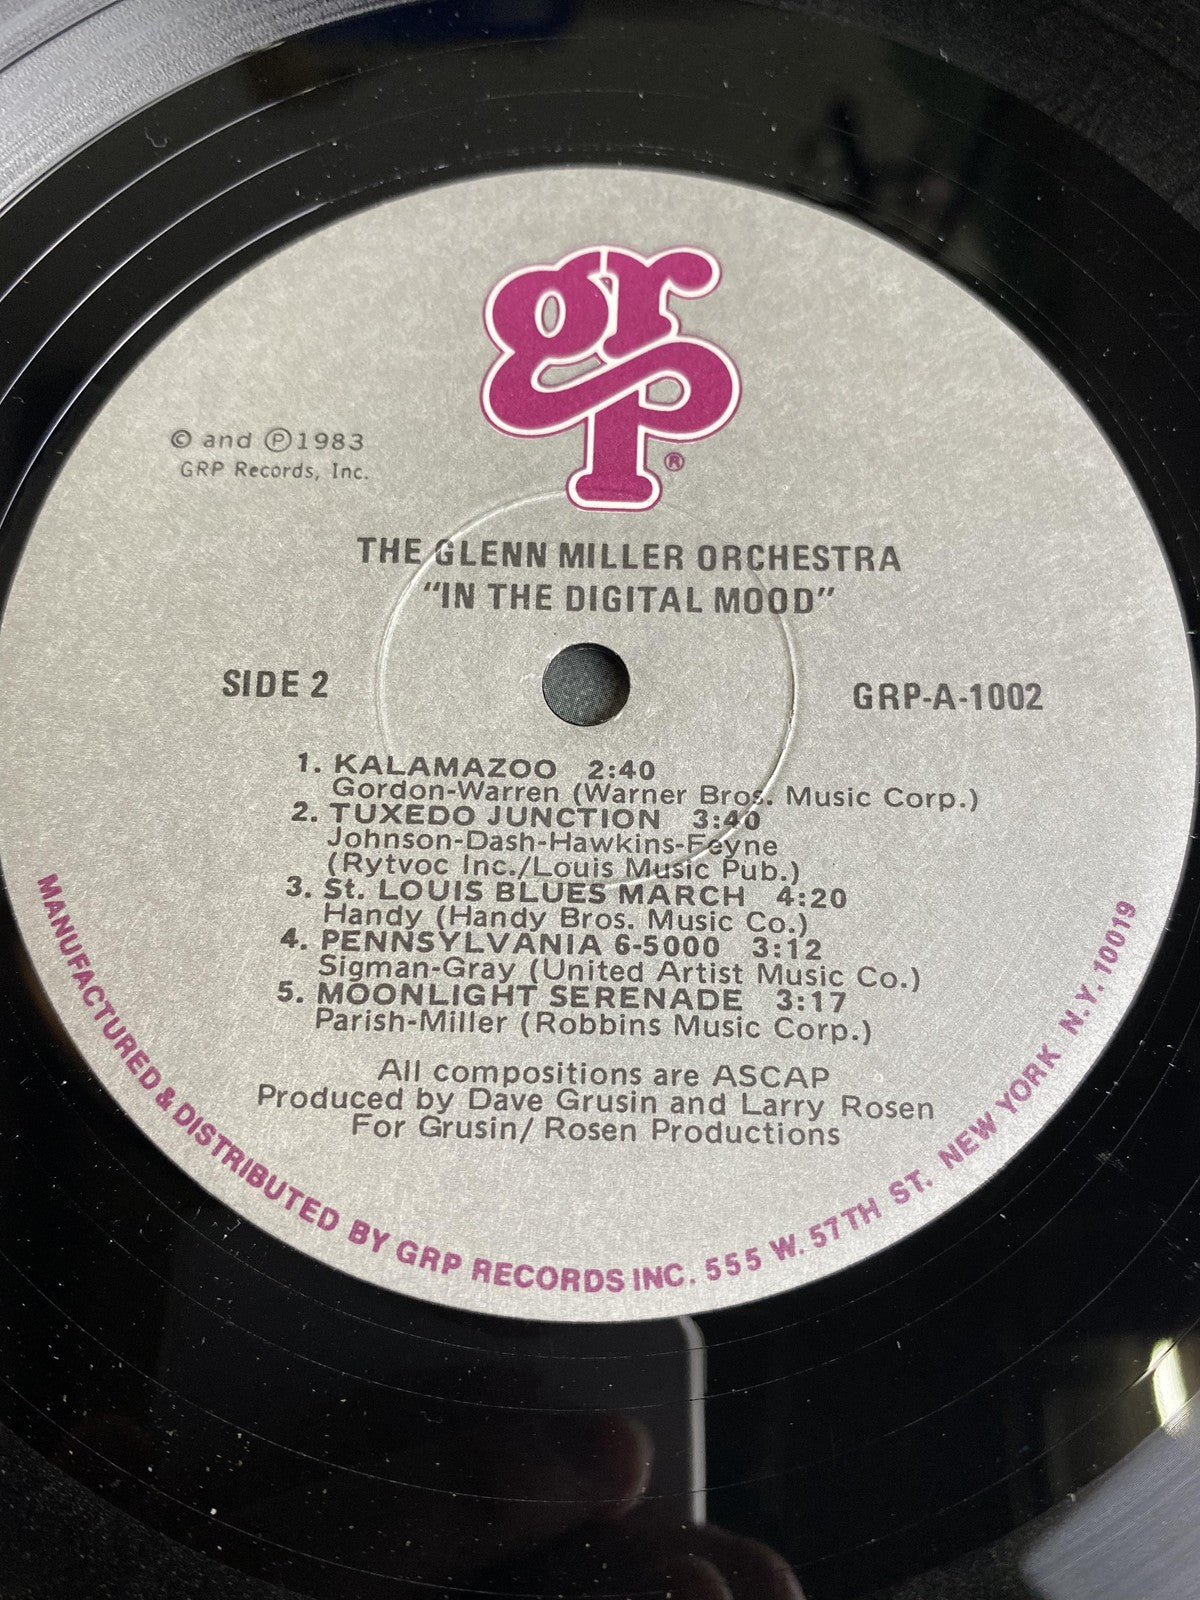 grp®
© and ℗1983
GRP Records, Inc.
THE GLENN MILLER ORCHESTRA
"IN THE DIGITAL MOOD"
SIDE 2
GRP-A-1002
1. KALAMAZOO 2:40
Gordon-Warren (Warner Bros. Music Corp.)
2. TUXEDO JUNCTION 3:40
Johnson-Dash-Hawkins-Feyne
(Rytvoc Inc./Louis Music Pub.)
3. St. LOUIS BLUES MARCH 4:20
Handy (Handy Bros. Music Co.)
4. PENNSYLVANIA 6-5000 3:12
Sigman-Gray (United Artist Music Co.)
5. MOONLIGHT SERENADE 3:17
Parish-Miller (Robbins Music Corp.)
All compositions are ASCAP
Produced by Dave Grusin and Larry Rosen
For Grusin/ Rosen Productions
MANUFACTURED & DISTRIBUTED BY GRP RECORDS INC. 555 W. 57TH ST. NEW YORK N.Y. 10019